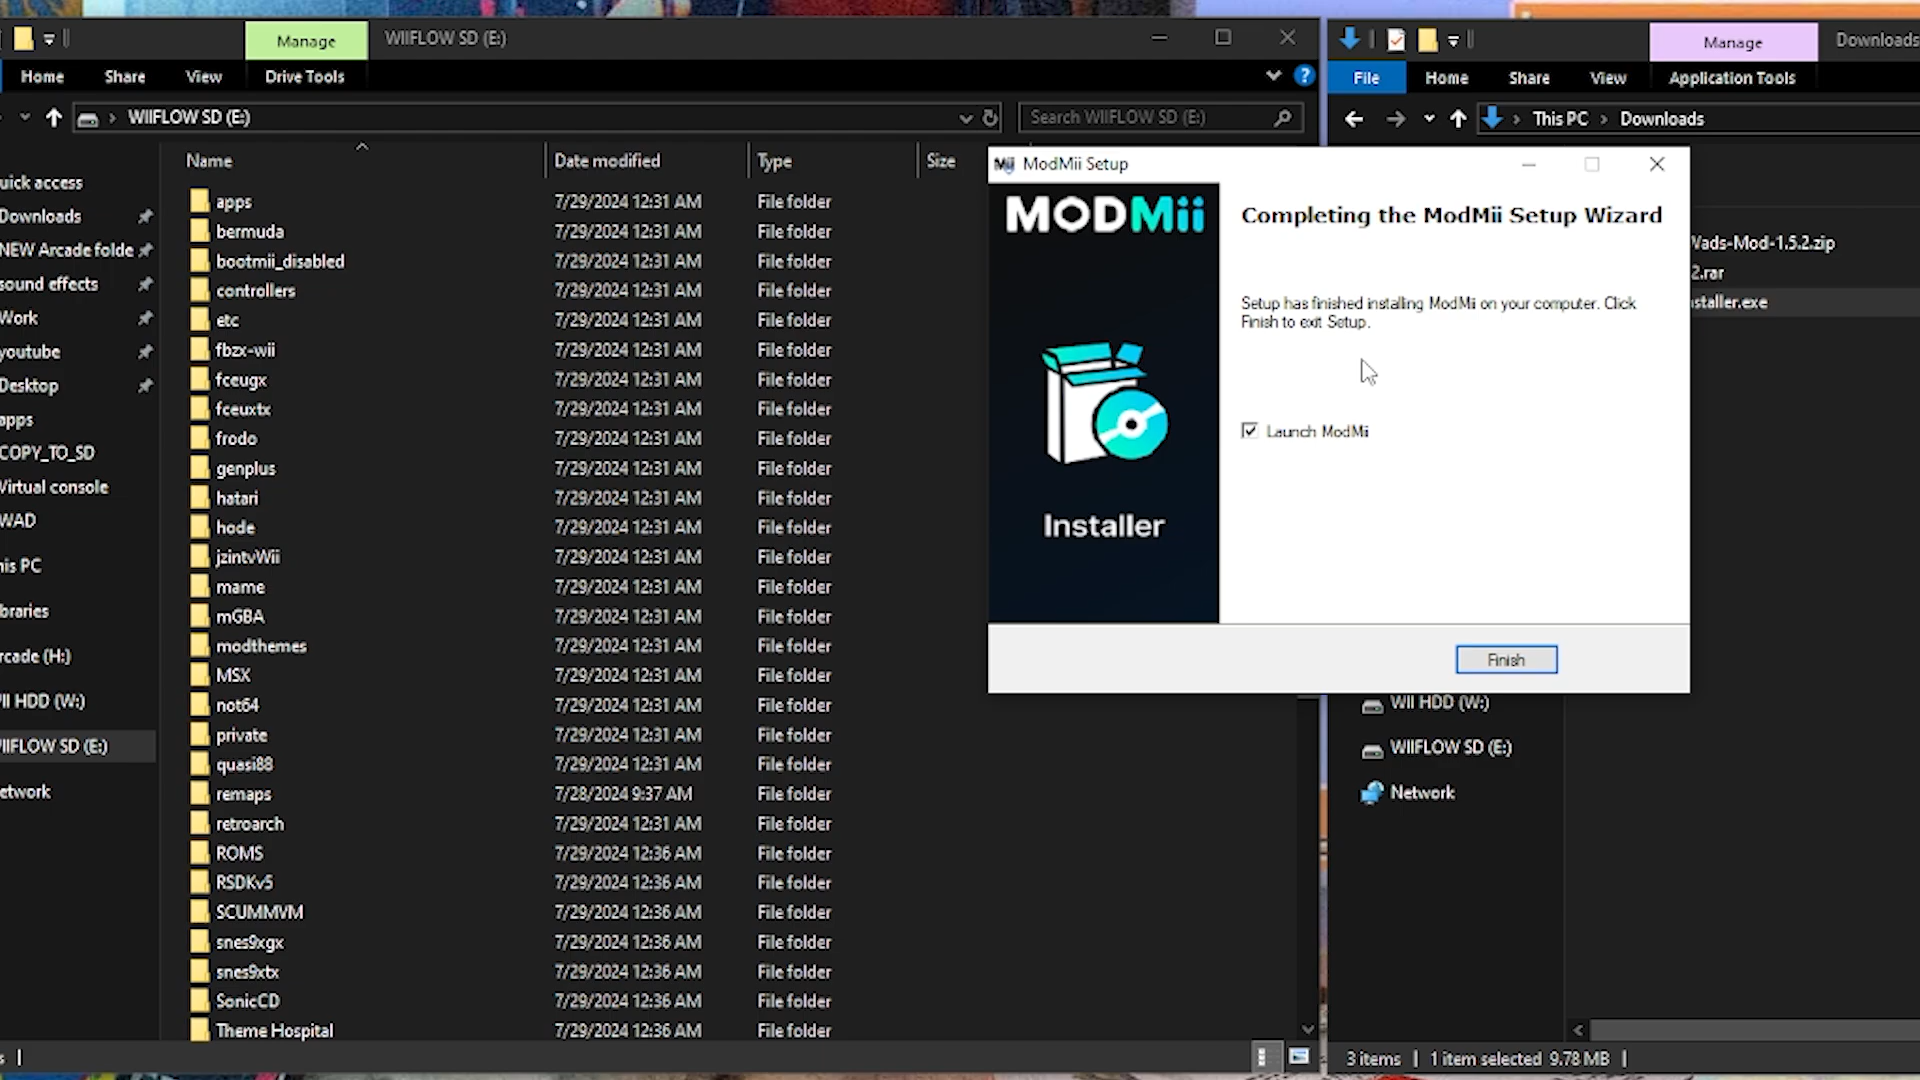 Manage
WIIFLOW SD (E:)
Home Share View Drive Tools
WIIFLOW SD (E:)
Search WIIFLOW SD (E:)
Name Date modified Type Size
uick access
Downloads
NEW Arcade folde
sound effects
Work
youtube
Desktop
apps
COPY_TO_SD
Virtual console
WAD
his PC
braries
rcade (H:)
II HDD (W:)
IIFLOW SD (E:)
etwork
apps 7/29/2024 12:31 AM File folder
bermuda 7/29/2024 12:31 AM File folder
bootmii_disabled 7/29/2024 12:31 AM File folder
controllers 7/29/2024 12:31 AM File folder
etc 7/29/2024 12:31 AM File folder
fbzx-wii 7/29/2024 12:31 AM File folder
fceugx 7/29/2024 12:31 AM File folder
fceuxtx 7/29/2024 12:31 AM File folder
frodo 7/29/2024 12:31 AM File folder
genplus 7/29/2024 12:31 AM File folder
hatari 7/29/2024 12:31 AM File folder
hode 7/29/2024 12:31 AM File folder
jzintvWii 7/29/2024 12:31 AM File folder
mame 7/29/2024 12:31 AM File folder
mGBA 7/29/2024 12:31 AM File folder
modthemes 7/29/2024 12:31 AM File folder
MSX 7/29/2024 12:31 AM File folder
not64 7/29/2024 12:31 AM File folder
private 7/29/2024 12:31 AM File folder
quasi88 7/29/2024 12:31 AM File folder
remaps 7/28/2024 9:37 AM File folder
retroarch 7/29/2024 12:31 AM File folder
ROMS 7/29/2024 12:36 AM File folder
RSDKv5 7/29/2024 12:36 AM File folder
SCUMMVM 7/29/2024 12:36 AM File folder
snes9xgx 7/29/2024 12:36 AM File folder
snes9xtx 7/29/2024 12:36 AM File folder
SonicCD 7/29/2024 12:36 AM File folder
Theme Hospital 7/29/2024 12:36 AM File folder
s
Manage
Downloads
File Home Share View Application Tools
This PC Downloads
Wads-Mod-1.5.2.zip
2.rar
staller.exe
WII HDD (W:)
WIIFLOW SD (E:)
Network
3 items 1 item selected 9.78 MB
ModMii Setup
MODMii
Installer
Completing the ModMii Setup Wizard
Setup has finished installing ModMii on your computer. Click
Finish to exit Setup.
Launch ModMii
Finish